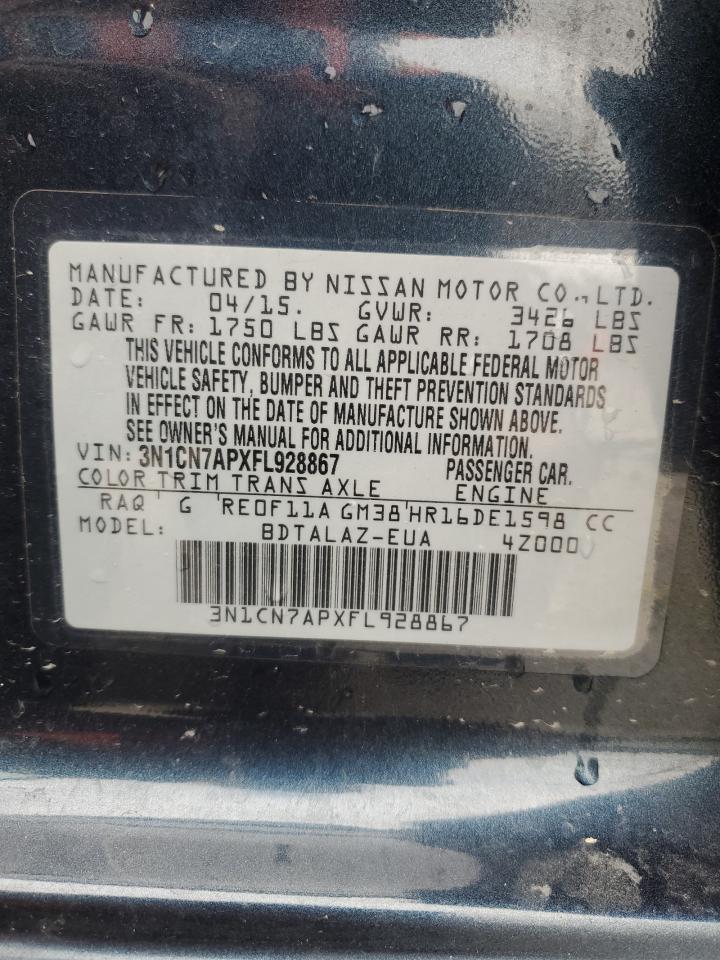 MANUFACTURED BY NISSAN MOTOR CO., LTD.
DATE: 04/15. GVWR: 3426 LBS
GAWR FR: 1750 LBS GAWR RR: 1708 LBS
THIS VEHICLE CONFORMS TO ALL APPLICABLE FEDERAL MOTOR
VEHICLE SAFETY, BUMPER AND THEFT PREVENTION STANDARDS
IN EFFECT ON THE DATE OF MANUFACTURE SHOWN ABOVE.
SEE OWNER'S MANUAL FOR ADDITIONAL INFORMATION.
VIN: 3N1CN7APXFL928867 PASSENGER CAR.
COLOR TRIM TRANS AXLE ENGINE
RAQ G RE0F11A GM38 HR16DE1598 CC
MODEL: BDTALAZ-EUA 4Z000
3N1CN7APXFL928867